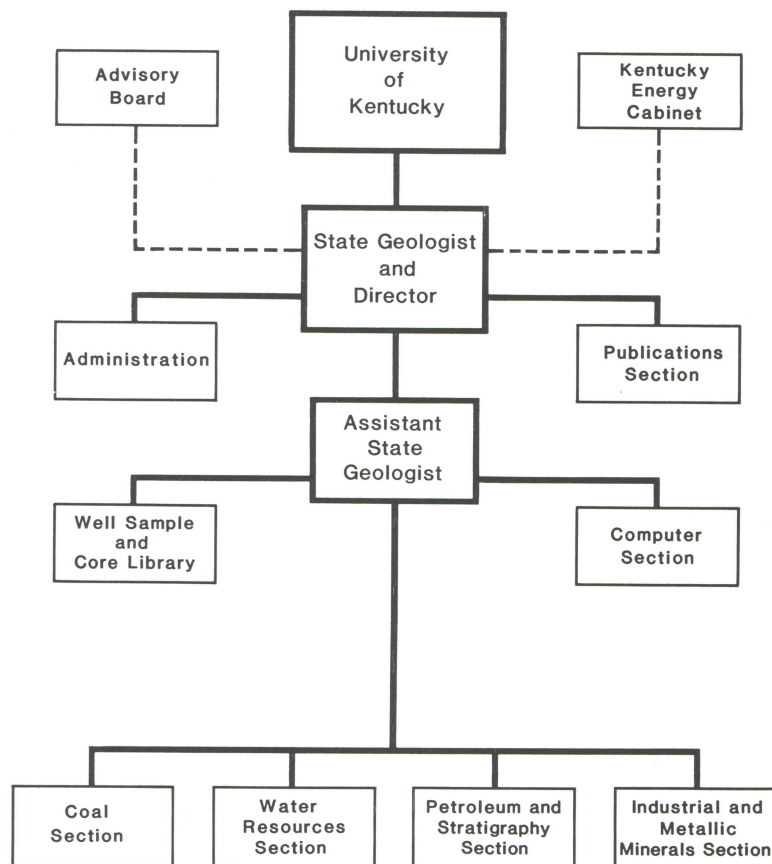 University
of
Kentucky
Advisory
Board
Kentucky
Energy
Cabinet
State Geologist
and
Director
Administration
Publications
Section
Assistant
State
Geologist
Well Sample
and
Core Library
Computer
Section
Coal
Section
Water
Resources
Section
Petroleum and
Stratigraphy
Section
Industrial and
Metallic
Minerals Section